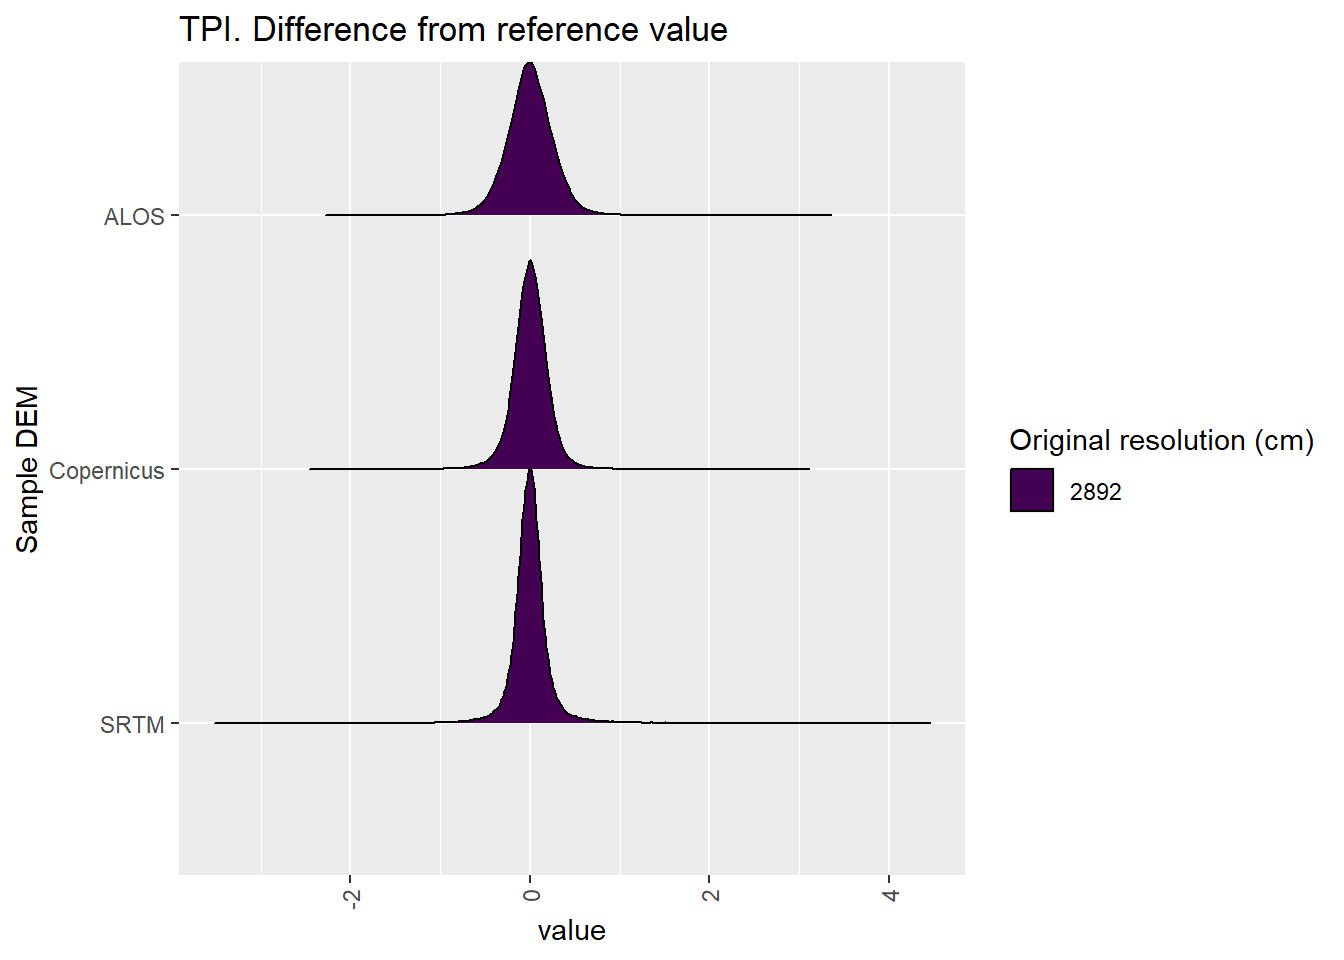 TPI. Difference from reference value
Sample DEM
ALOS
Copernicus
SRTM
-2
0
2
4
value
Original resolution (cm)
2892